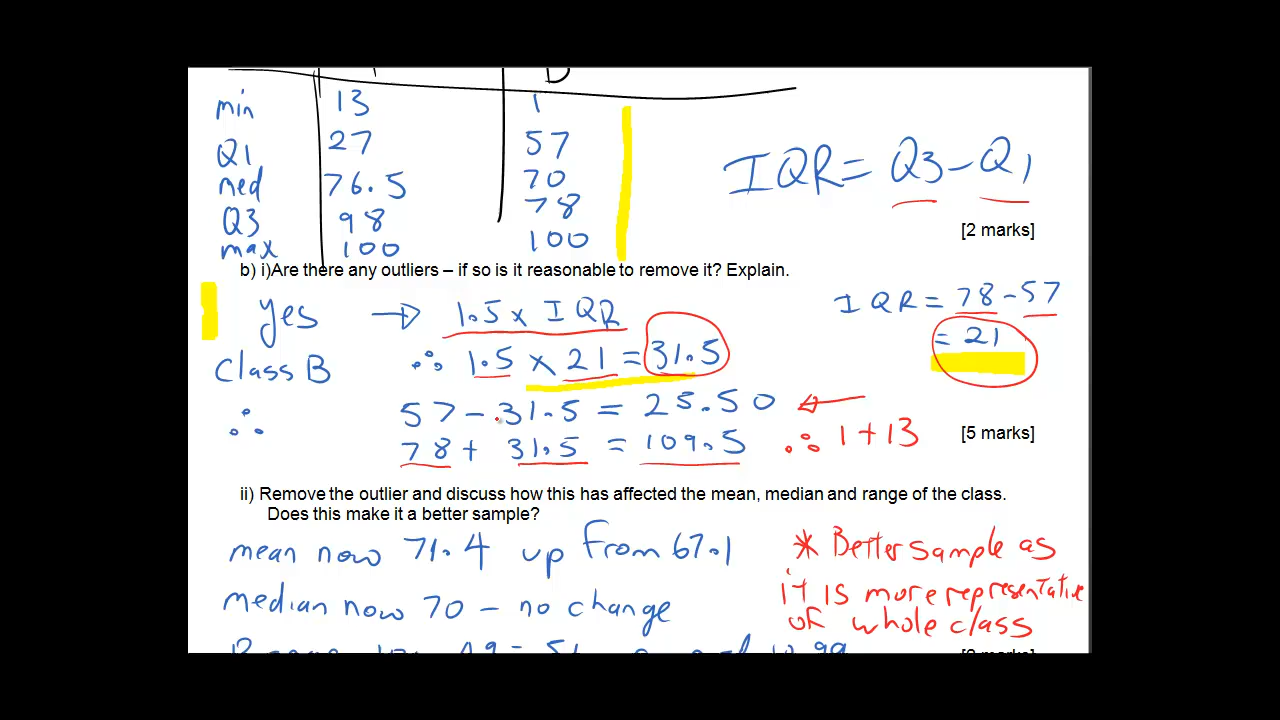 min 13 1
Q1 27 57
med 76.5 70
Q3 98 78
max 100 100
IQR = Q3 - Q1
[2 marks]
b) i)Are there any outliers – if so is it reasonable to remove it? Explain.
yes → 1.5 x IQR
IQR = 78 - 57
= 21
Class B ∴ 1.5 x 21 = 31.5
∴ 57 - 31.5 = 25.50 ←
78 + 31.5 = 109.5 ∴ 1 + 13
[5 marks]
ii) Remove the outlier and discuss how this has affected the mean, median and range of the class.
Does this make it a better sample?
mean now 71.4 up from 67.1
median now 70 - no change
* Better sample as
it is more representative
of whole class